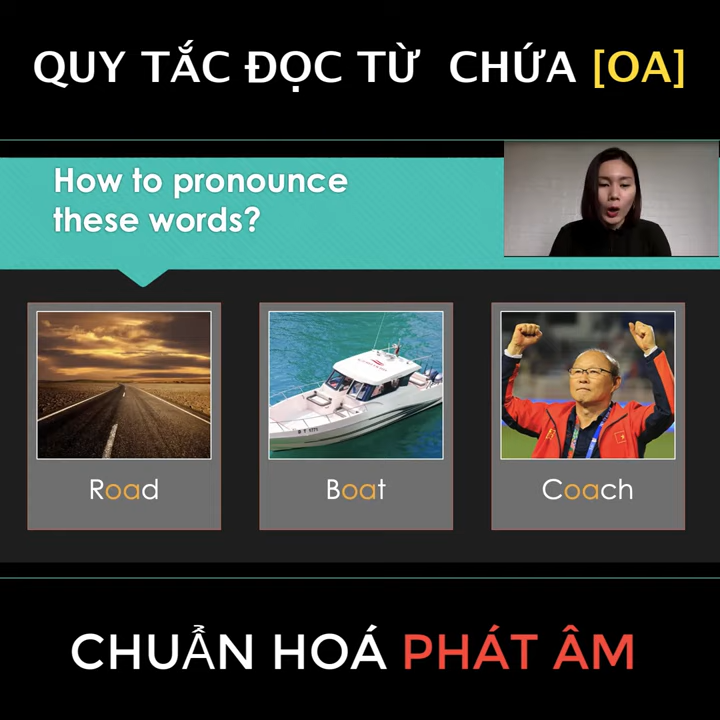 QUY TẮC ĐỌC TỪ CHỨA [OA]
How to pronounce
these words?
Road
Boat
Coach
CHUẨN HOÁ PHÁT ÂM